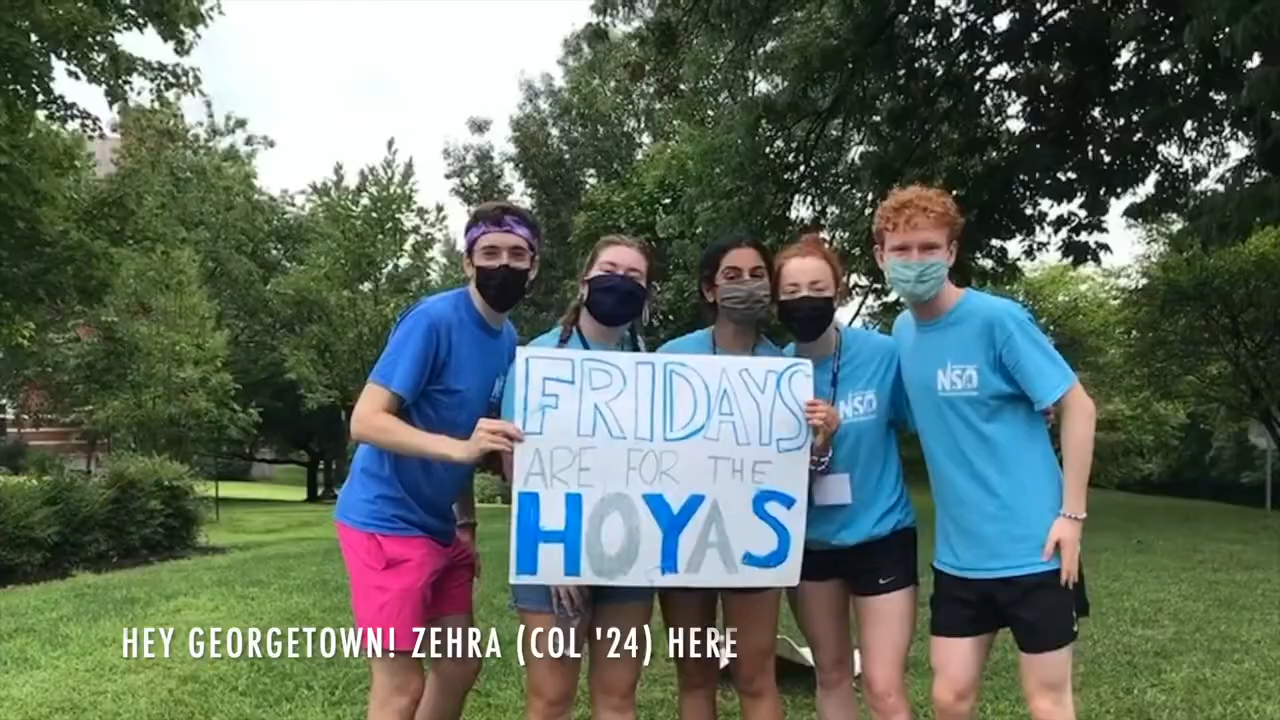 FRIDAYS
ARE FOR THE
HOYAS
NSO
NSO
HEY GEORGETOWN! ZEHRA (COL '24) HERE